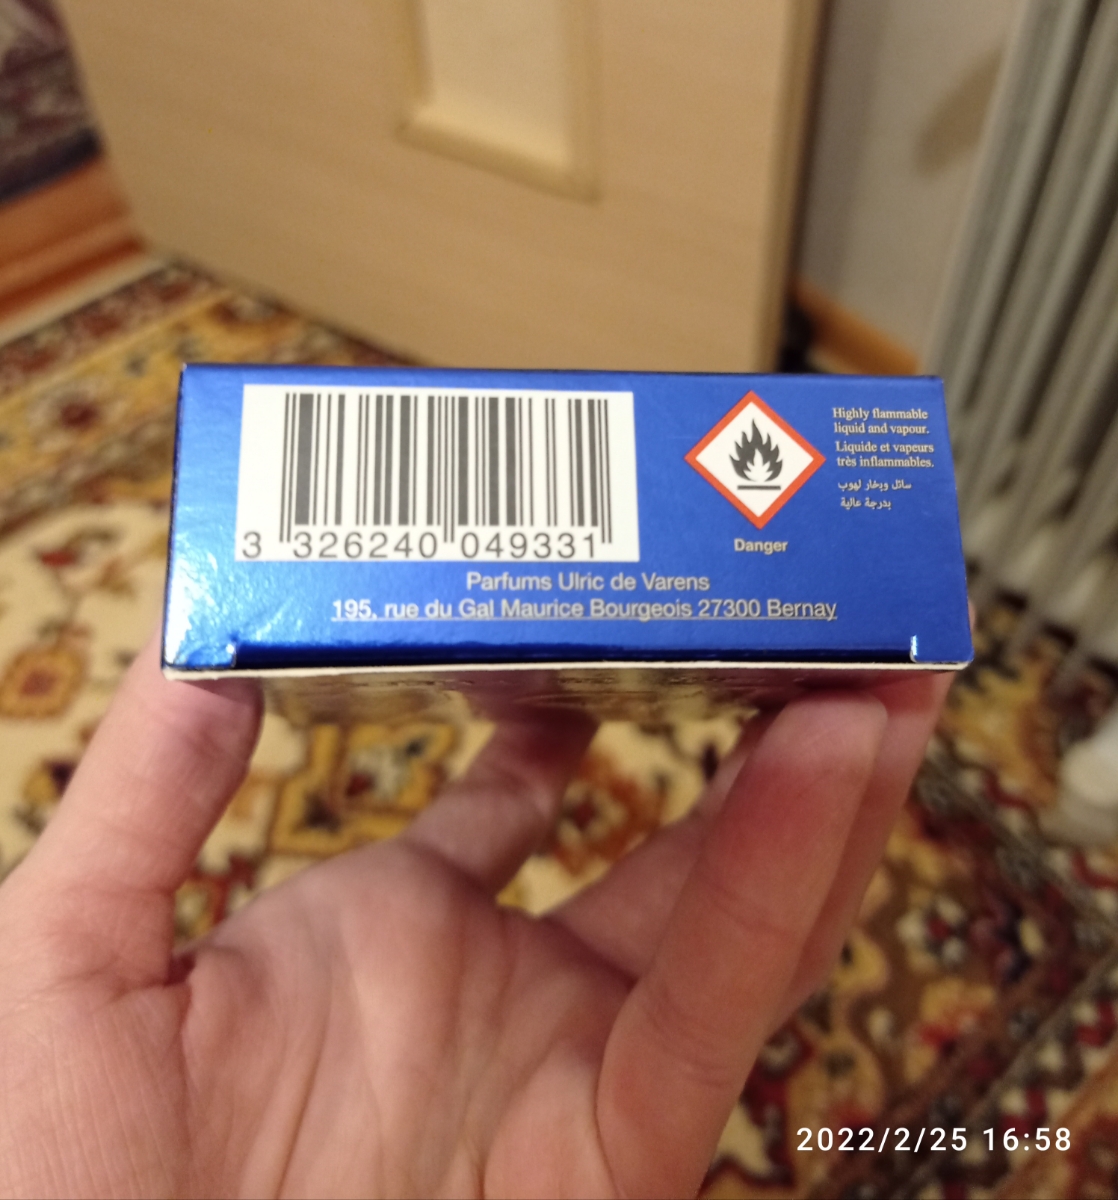 3 326240 049331
Highly flammable
liquid and vapour.
Liquide et vapeurs
très inflammables.
سائل وبخار لهوب
بدرجة عالية
Danger
Parfums Ulric de Varens
195, rue du Gal Maurice Bourgeois 27300 Bernay
2022/2/25 16:58